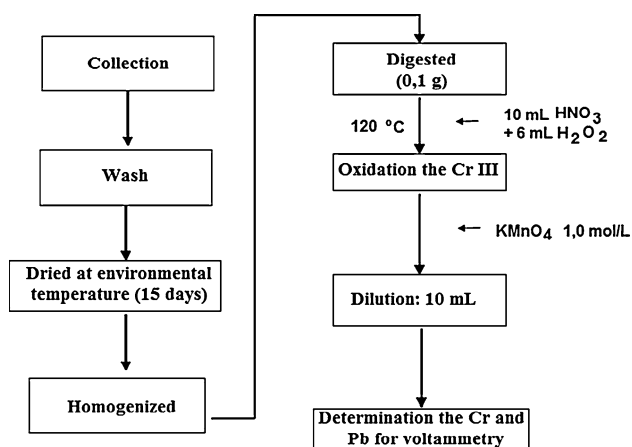 Collection
Wash
Dried at environmental
temperature (15 days)
Homogenized
Digested
(0,1 g)
120 °C
10 mL HNO3
+ 6 mL H2O2
Oxidation the Cr III
KMnO4 1,0 mol/L
Dilution: 10 mL
Determination the Cr and
Pb for voltammetry